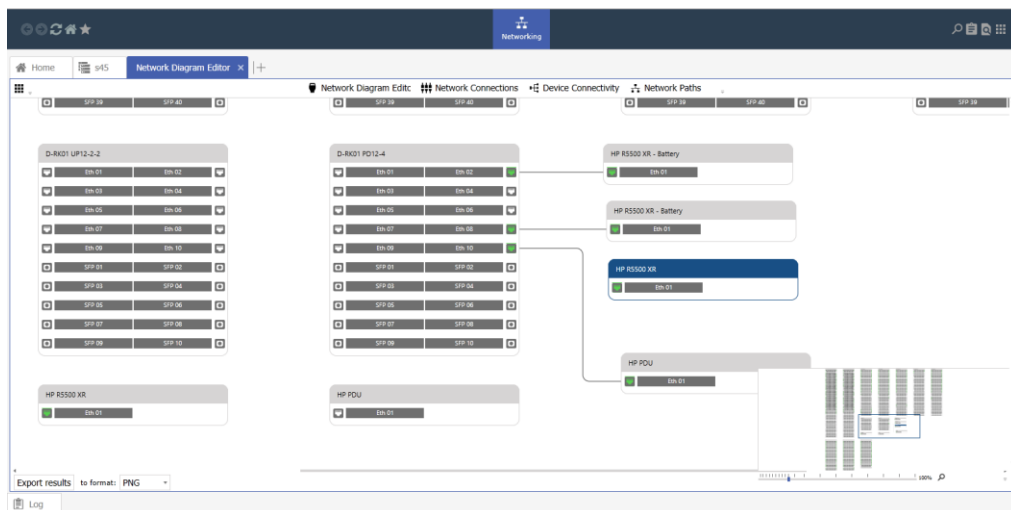 Networking
Home
s45
Network Diagram Editor ×
Network Diagram Editc Network Connections Device Connectivity Network Paths
SFP 39 SFP 40 SFP 39 SFP 40 SFP 39 SFP 40 SFP 39
D-RK01 UP12-2-2
Eth 01 Eth 02
Eth 03 Eth 04
Eth 05 Eth 06
Eth 07 Eth 08
Eth 09 Eth 10
SFP 01 SFP 02
SFP 03 SFP 04
SFP 05 SFP 06
SFP 07 SFP 08
SFP 09 SFP 10
HP R5500 XR
Eth 01
D-RK01 PD12-4
Eth 01 Eth 02
Eth 03 Eth 04
Eth 05 Eth 06
Eth 07 Eth 08
Eth 09 Eth 10
SFP 01 SFP 02
SFP 03 SFP 04
SFP 05 SFP 06
SFP 07 SFP 08
SFP 09 SFP 10
HP PDU
Eth 01
HP R5500 XR - Battery
Eth 01
HP R5500 XR - Battery
Eth 01
HP R5500 XR
Eth 01
HP PDU
Eth 01
100%
Export results to format: PNG
Log